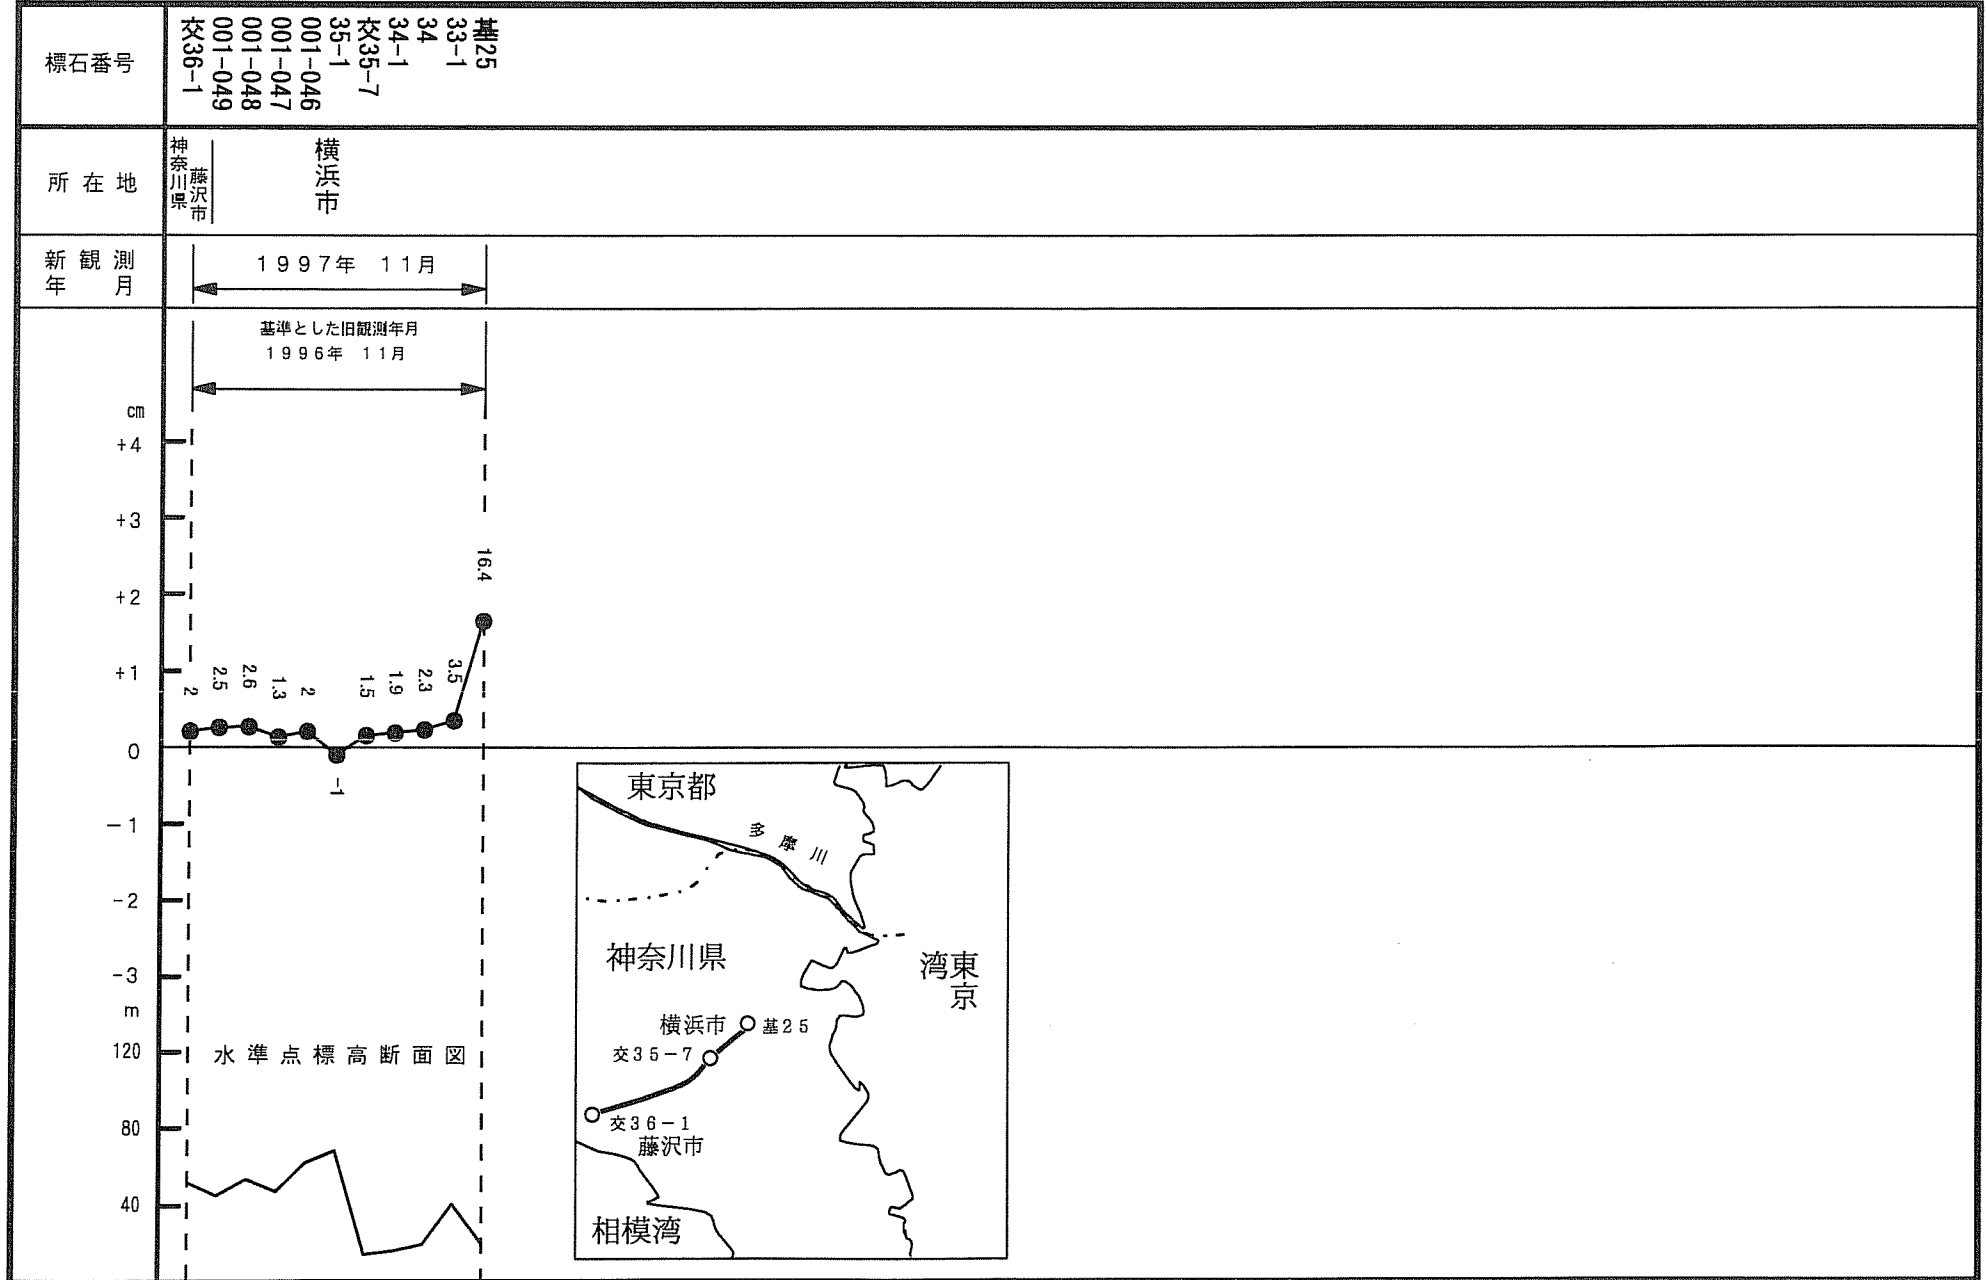 標石番号
交36-1
001-049
001-048
001-047
001-046
35-1
交35-7
34-1
34
33-1
基25
所在地
神奈川県
藤沢市
横浜市
新観測
年月
1997年 11月
基準とした旧観測年月
1996年 11月
cm
+4
+3
+2
+1
0
-1
-2
-3
2
2.5
2.6
1.3
2
-1
1.5
1.9
2.3
3.5
16.4
m
120
80
40
水準点標高断面図
東京都
多摩川
神奈川県
東京
湾
横浜市
基25
交35-7
交36-1
藤沢市
相模湾